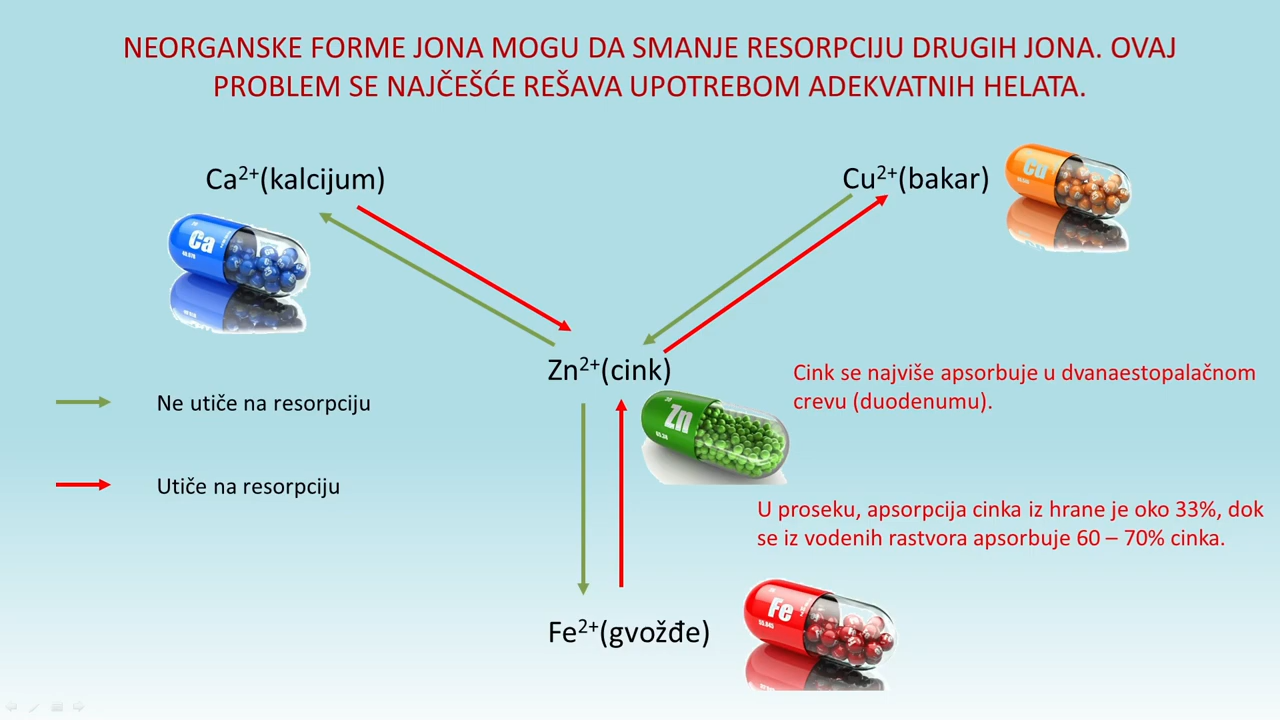 NEORGANSKE FORME JONA MOGU DA SMANJE RESORPCIJU DRUGIH JONA. OVAJ
PROBLEM SE NAJČEŠĆE REŠAVA UPOTREBOM ADEKVATNIH HELATA.
Ca²⁺(kalcijum)
Cu²⁺(bakar)
Cu
Ca
Zn²⁺(cink)
Zn
Cink se najviše apsorbuje u dvanaestopalačnom
crevu (duodenumu).
Ne utiče na resorpciju
Utiče na resorpciju
U proseku, apsorpcija cinka iz hrane je oko 33%, dok
se iz vodenih rastvora apsorbuje 60 – 70% cinka.
Fe
Fe²⁺(gvožđe)